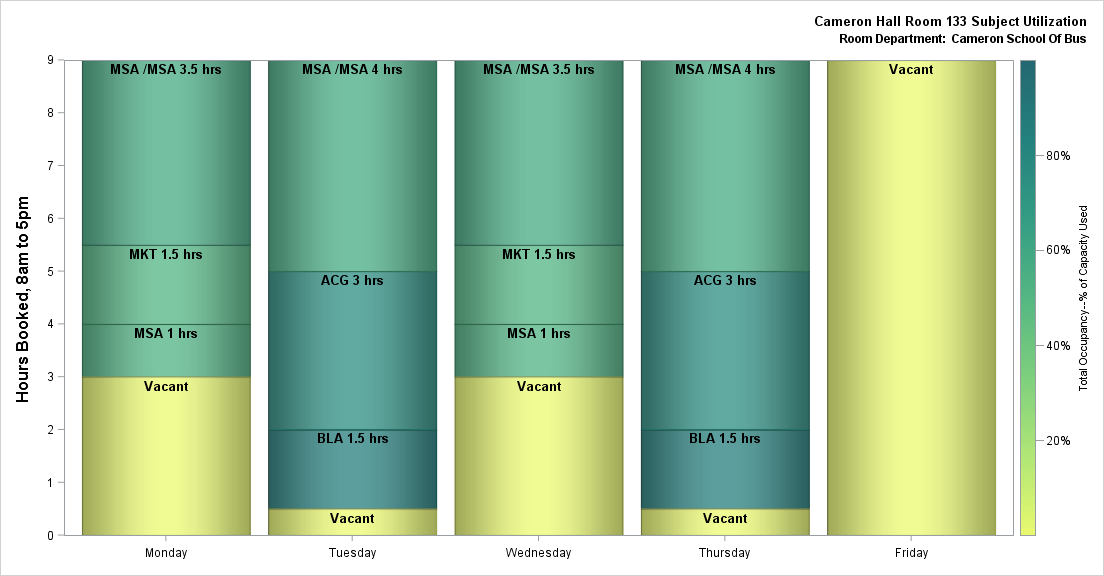 Cameron Hall Room 133 Subject Utilization
Room Department: Cameron School Of Bus
Hours Booked, 8am to 5pm
9
8
7
6
5
4
3
2
1
0
MSA /MSA 3.5 hrs
MKT 1.5 hrs
MSA 1 hrs
Vacant
MSA /MSA 4 hrs
ACG 3 hrs
BLA 1.5 hrs
Vacant
MSA /MSA 3.5 hrs
MKT 1.5 hrs
MSA 1 hrs
Vacant
MSA /MSA 4 hrs
ACG 3 hrs
BLA 1.5 hrs
Vacant
Vacant
Monday
Tuesday
Wednesday
Thursday
Friday
80%
60%
40%
20%
Total Occupancy--% of Capacity Used